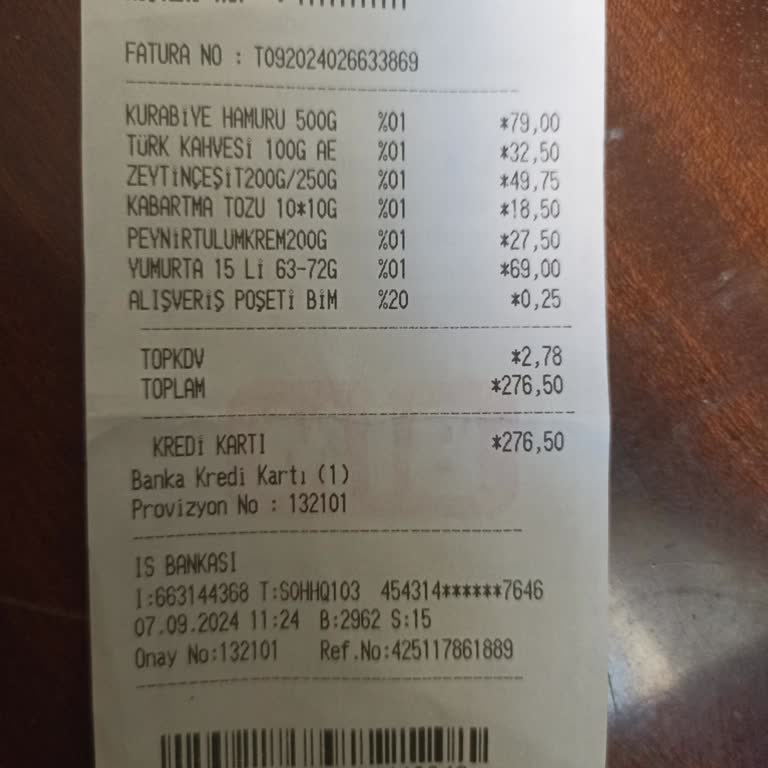 FATURA NO : T092024026633869
KURABİYE HAMURU 500G %01 *79,00
TÜRK KAHVESİ 100G AE %01 *32,50
ZEYTİNÇEŞİT200G/250G %01 *49,75
KABARTMA TOZU 10*10G %01 *18,50
PEYNİRTULUMKREM200G %01 *27,50
YUMURTA 15 Lİ 63-72G %01 *69,00
ALIŞVERİŞ POŞETİ BİM %20 *0,25
TOPKDV *2,78
TOPLAM *276,50
KREDİ KARTI *276,50
Banka Kredi Kartı (1)
Provizyon No : 132101
IS BANKASI
I:663144368 T:SOHHQ103 454314******7646
07.09.2024 11:24 B:2962 S:15
Onay No:132101 Ref.No:425117861889